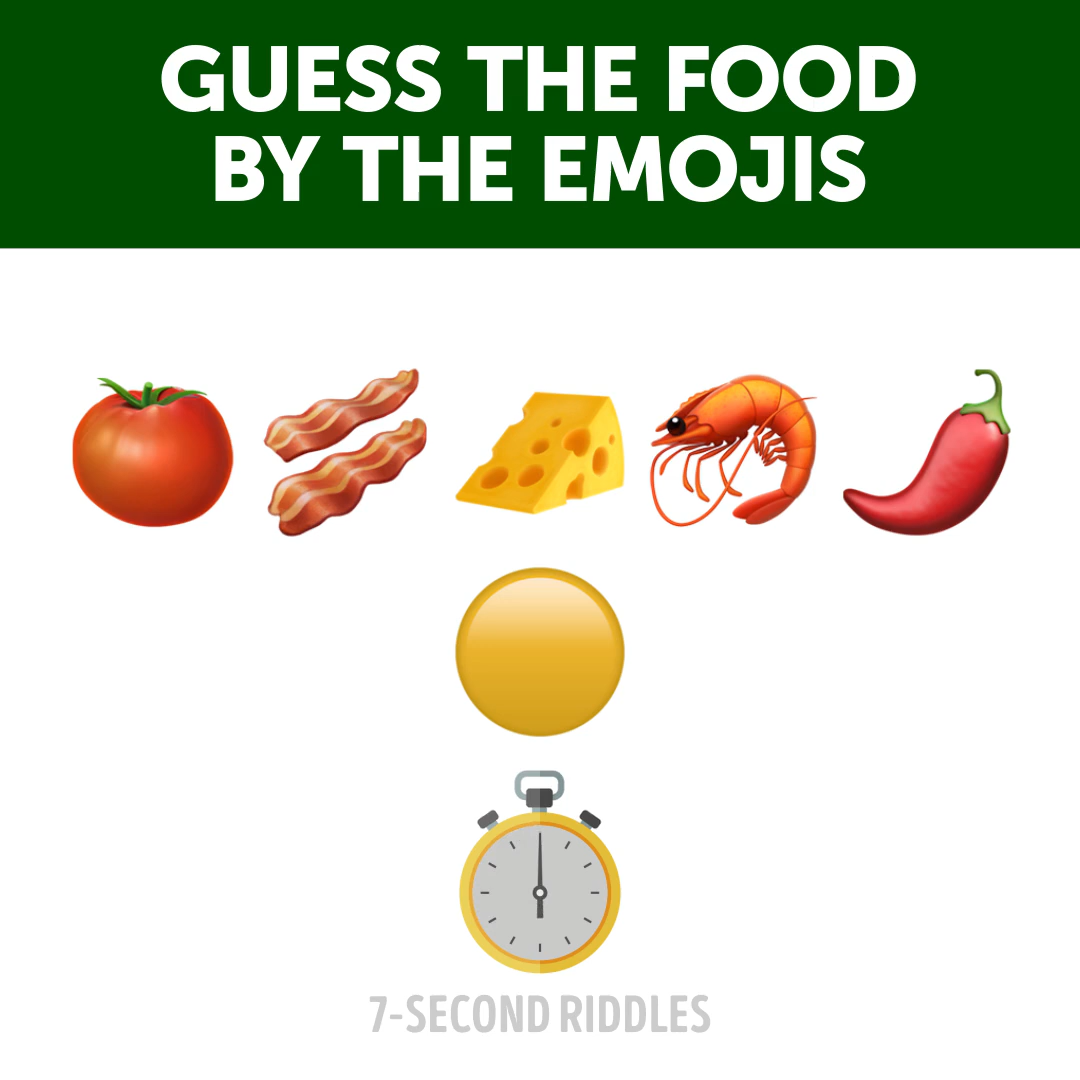 GUESS THE FOOD
BY THE EMOJIS
7-SECOND RIDDLES